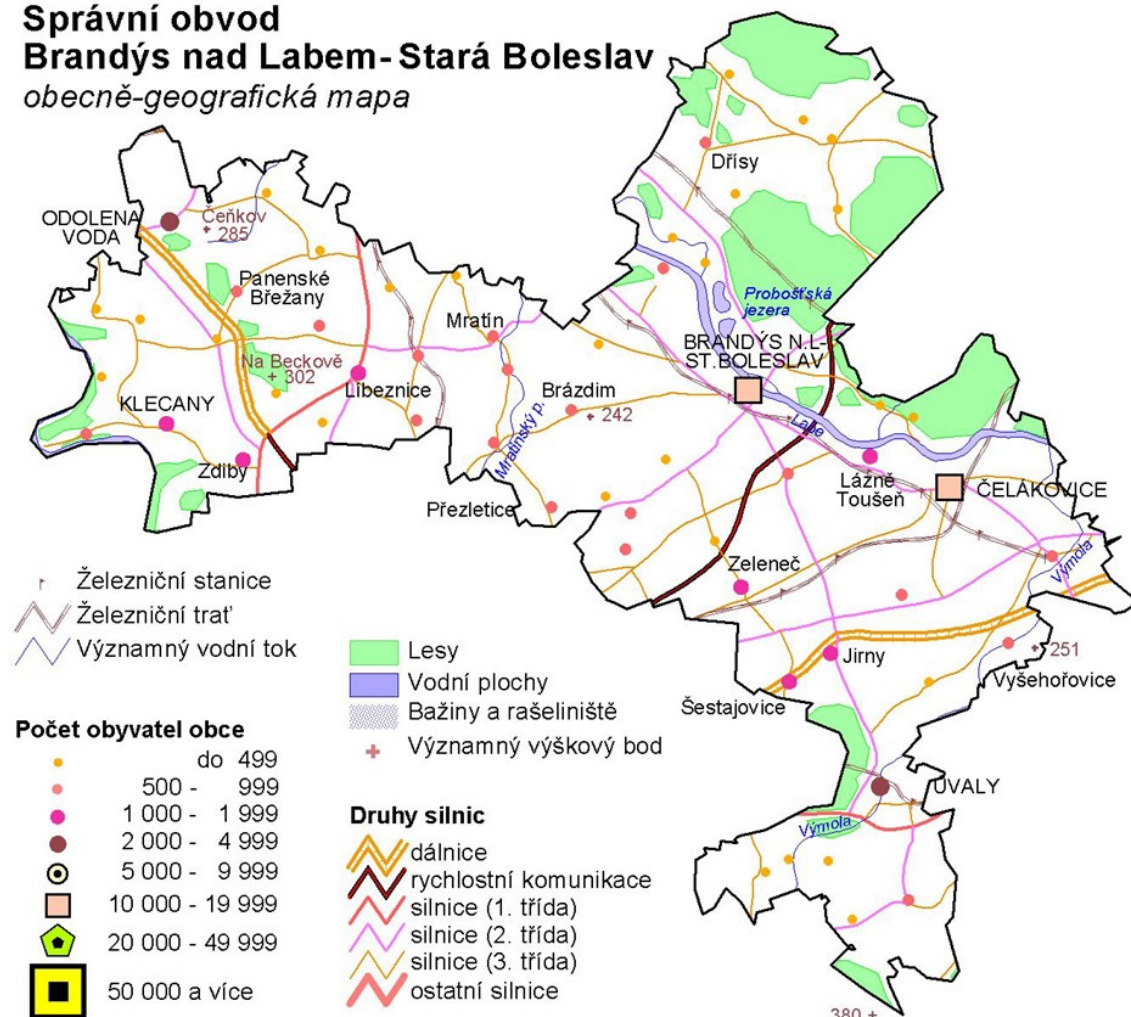 Správní obvod
Brandýs nad Labem-Stará Boleslav
obecně-geografická mapa
Dřísy
ODOLENA
VODA
Čeňkov
285
Panenské
Břežany
Probošťská
jezera
Mratín
BRANDÝS N.L-
ST.BOLESLAV
Na Beckově
302
Líbeznice
Brázdim
242
KLECANY
Labe
Mratínský p.
Zdiby
Lázně
Toušeň
ČELÁKOVICE
Přezletice
Zeleneč
Výmola
Jirny
251
Vyšehořovice
Šestajovice
ÚVALY
Výmola
380
Železniční stanice
Železniční trať
Významný vodní tok
Lesy
Vodní plochy
Bažiny a rašeliniště
Významný výškový bod
Počet obyvatel obce
do 499
500 - 999
1 000 - 1 999
2 000 - 4 999
5 000 - 9 999
10 000 - 19 999
20 000 - 49 999
50 000 a více
Druhy silnic
dálnice
rychlostní komunikace
silnice (1. třída)
silnice (2. třída)
silnice (3. třída)
ostatní silnice